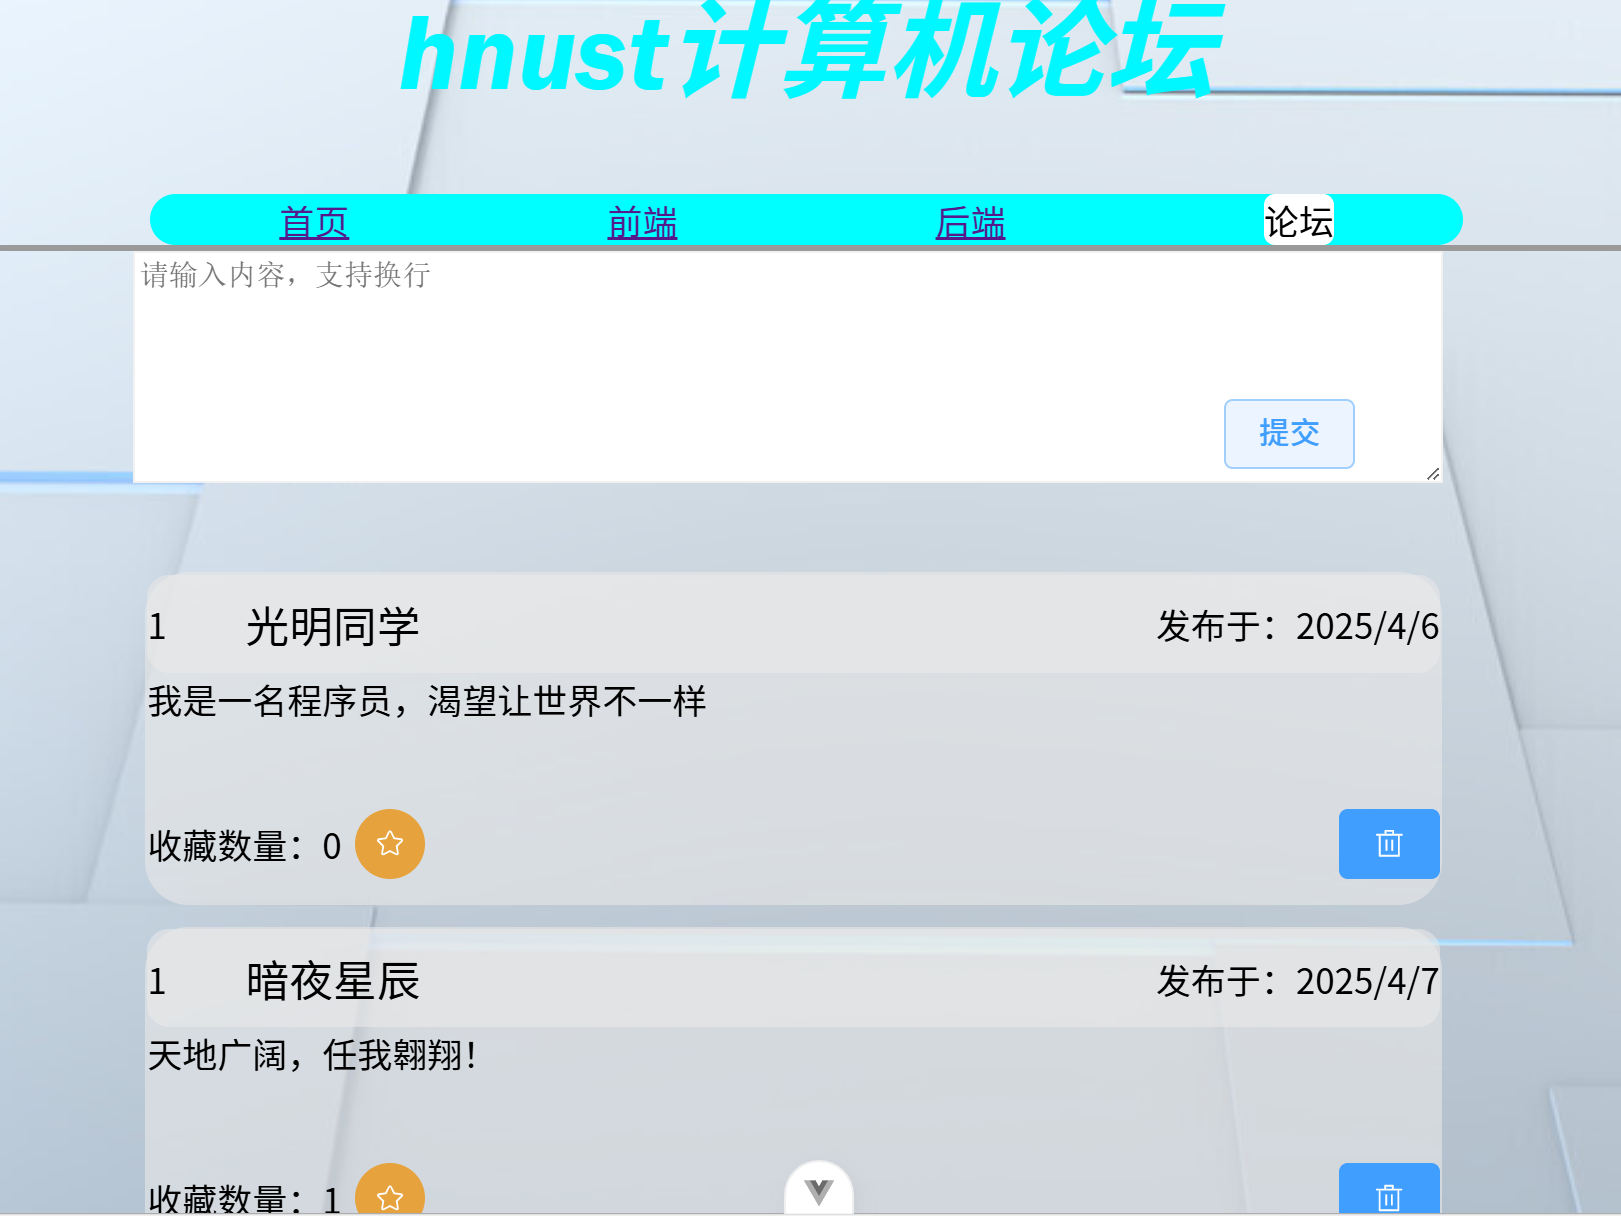 hnust计算机论坛
首页 前端 后端 论坛
请输入内容，支持换行
提交
1 光明同学 发布于：2025/4/6
我是一名程序员，渴望让世界不一样
收藏数量：0
1 暗夜星辰 发布于：2025/4/7
天地广阔，任我翱翔！
收藏数量：1